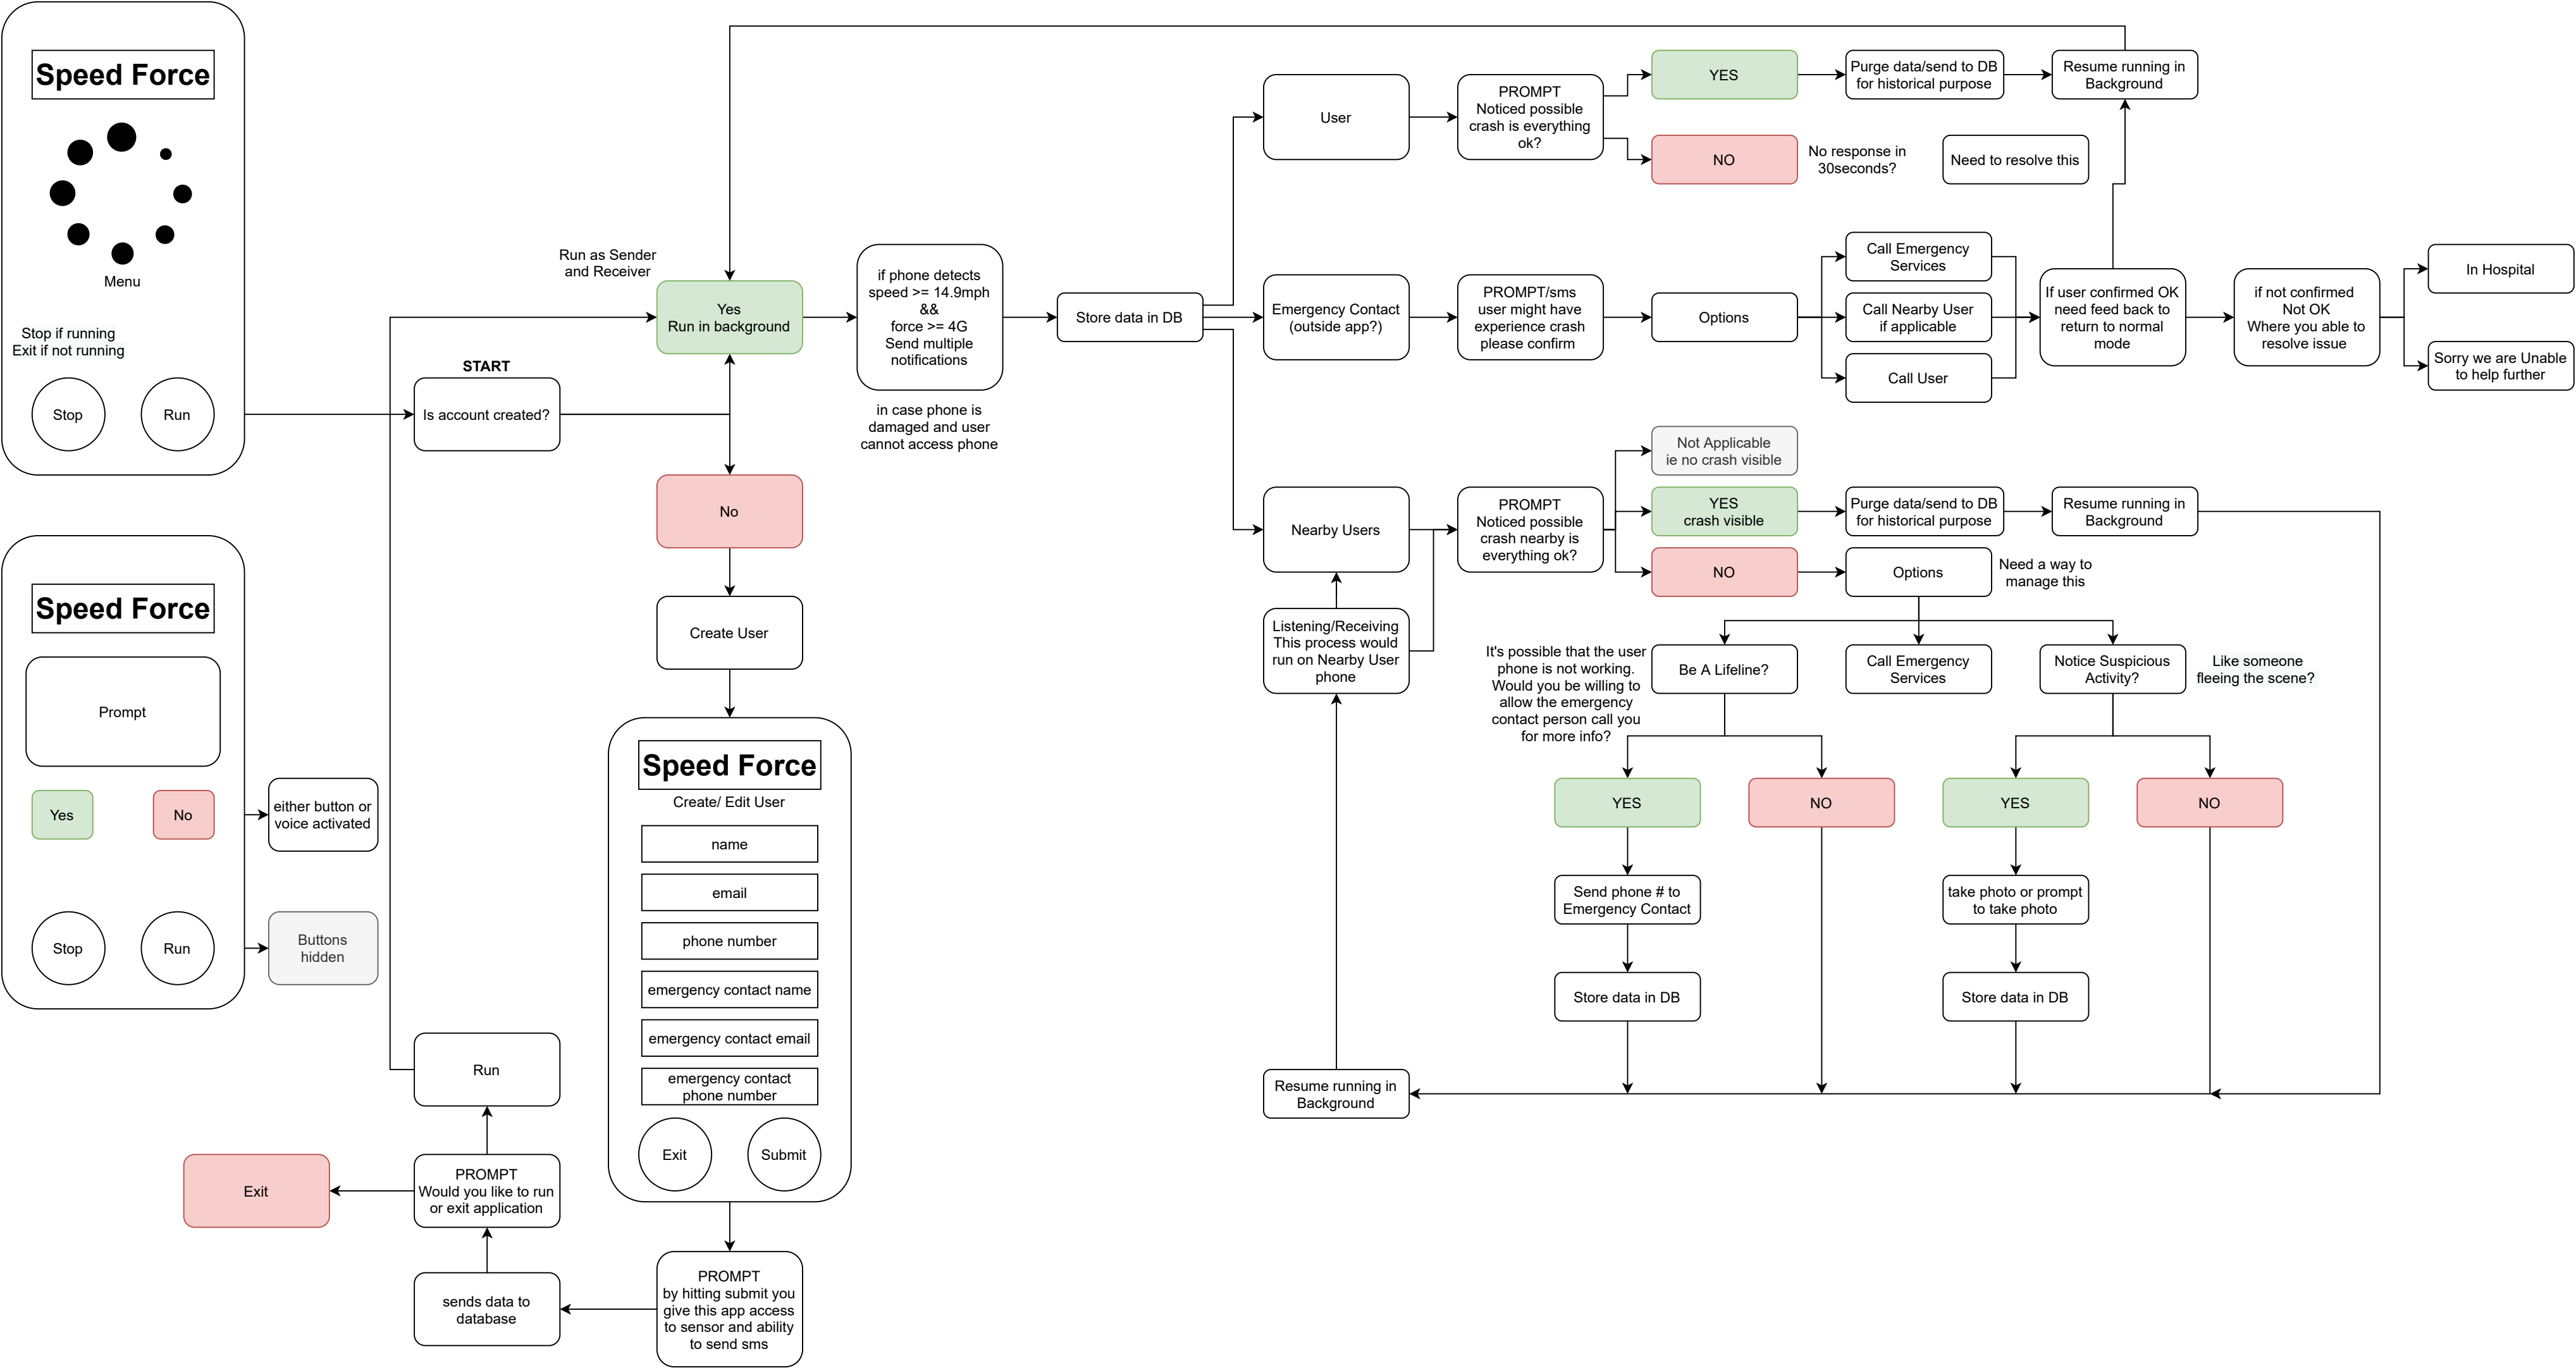 Speed Force
Menu
Stop if running
Exit if not running
Stop
Run
START
Is account created?
Run as Sender
and Receiver
Yes
Run in background
No
Create User
if phone detects
speed >= 14.9mph
&&
force >= 4G
Send multiple
notifications
in case phone is
damaged and user
cannot access phone
Store data in DB
User
PROMPT
Noticed possible
crash is everything
ok?
YES
Purge data/send to DB
for historical purpose
Resume running in
Background
NO
No response in
30seconds?
Need to resolve this
Emergency Contact
(outside app?)
PROMPT/sms
user might have
experience crash
please confirm
Options
Call Emergency
Services
Call Nearby User
if applicable
Call User
If user confirmed OK
need feed back to
return to normal
mode
if not confirmed
Not OK
Where you able to
resolve issue
In Hospital
Sorry we are Unable
to help further
Nearby Users
PROMPT
Noticed possible
crash nearby is
everything ok?
Not Applicable
ie no crash visible
YES
crash visible
Purge data/send to DB
for historical purpose
Resume running in
Background
NO
Options
Need a way to
manage this
Listening/Receiving
This process would
run on Nearby User
phone
It's possible that the user
phone is not working.
Would you be willing to
allow the emergency
contact person call you
for more info?
Be A Lifeline?
Call Emergency
Services
Notice Suspicious
Activity?
Like someone
fleeing the scene?
YES
NO
YES
NO
Send phone # to
Emergency Contact
take photo or prompt
to take photo
Store data in DB
Store data in DB
Resume running in
Background
Speed Force
Prompt
Yes
No
either button or
voice activated
Stop
Run
Buttons
hidden
Speed Force
Create/ Edit User
name
email
phone number
emergency contact name
emergency contact email
emergency contact
phone number
Exit
Submit
PROMPT
by hitting submit you
give this app access
to sensor and ability
to send sms
sends data to
database
PROMPT
Would you like to run
or exit application
Exit
Run